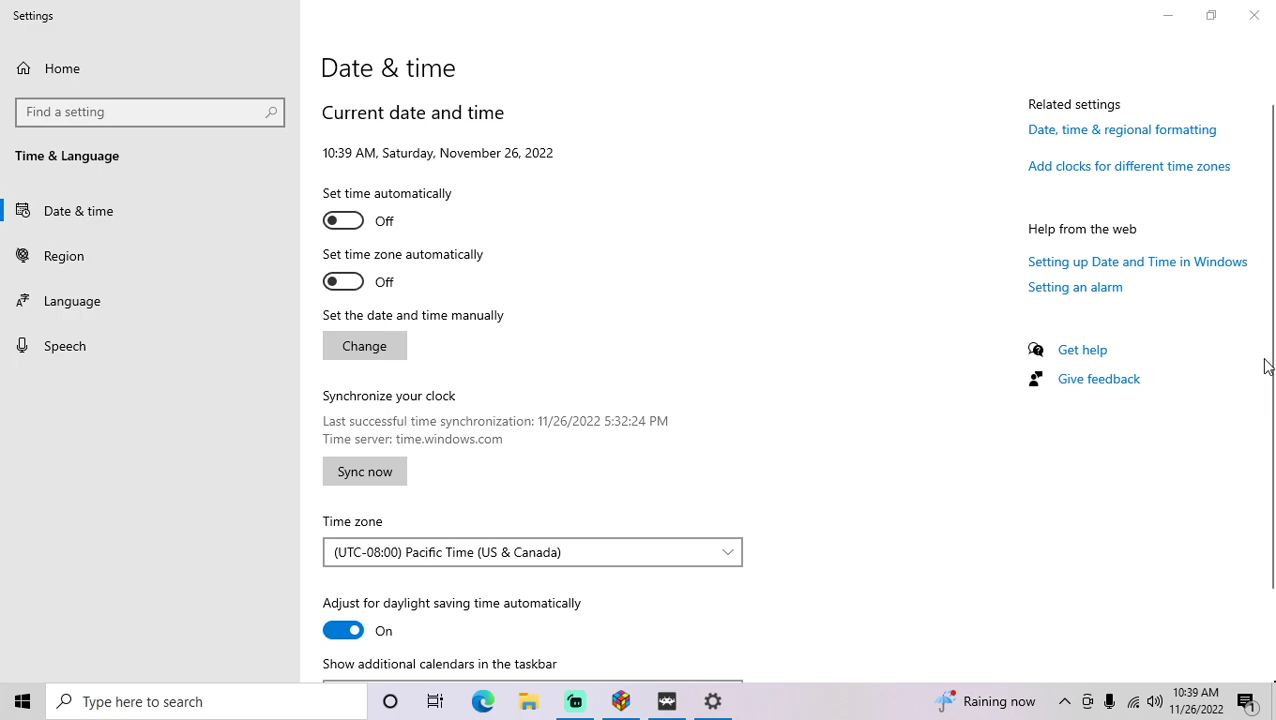 Settings
Home
Find a setting
Time & Language
Date & time
Region
Language
Speech
Date & time
Current date and time
10:39 AM, Saturday, November 26, 2022
Set time automatically
Off
Set time zone automatically
Off
Set the date and time manually
Change
Synchronize your clock
Last successful time synchronization: 11/26/2022 5:32:24 PM
Time server: time.windows.com
Sync now
Time zone
(UTC-08:00) Pacific Time (US & Canada)
Adjust for daylight saving time automatically
On
Show additional calendars in the taskbar
Related settings
Date, time & regional formatting
Add clocks for different time zones
Help from the web
Setting up Date and Time in Windows
Setting an alarm
Get help
Give feedback
Type here to search
Raining now
10:39 AM
11/26/2022
1